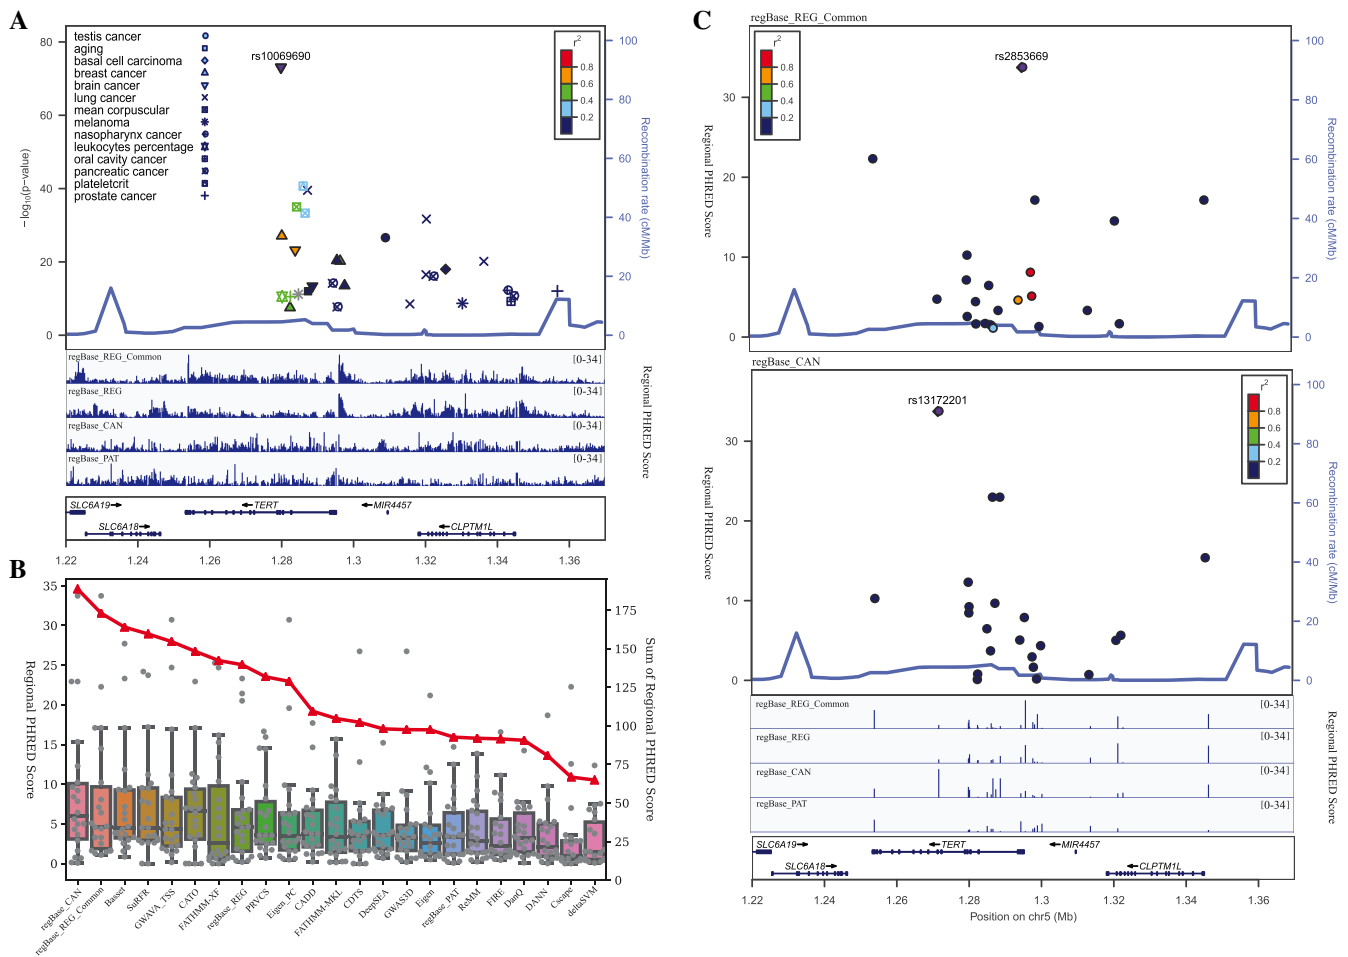 A
80
60
40
20
0
− log10(p−value)
testis cancer
aging
basal cell carcinoma
breast cancer
brain cancer
lung cancer
mean corpuscular
melanoma
nasopharynx cancer
leukocytes percentage
oral cavity cancer
pancreatic cancer
plateletcrit
prostate cancer
rs10069690
r2
0.8
0.6
0.4
0.2
100
80
60
40
20
0
Recombination rate (cM/Mb)
regBase_REG_Common [0-34]
regBase_REG [0-34]
regBase_CAN [0-34]
regBase_PAT [0-34]
Regional PHRED Score
SLC6A19 TERT MIR4457
SLC6A18 CLPTM1L
1.22 1.24 1.26 1.28 1.3 1.32 1.34 1.36
B
35
30
25
20
15
10
5
0
Regional PHRED Score
175
150
125
100
75
50
25
0
Sum of Regional PHRED Score
regBase_CAN
regBase_REG_Common
Basset
SuRFR
GWAVA_TSS
CATO
FATHMM-XF
regBase_REG
PRVCS
Eigen_PC
CADD
FATHMM-MKL
CDTS
DeepSEA
GWAS3D
Eigen
regBase_PAT
ReMM
FIRE
DanQ
DANN
Cscape
deltaSVM
C
regBase_REG_Common
r2
0.8
0.6
0.4
0.2
rs2853669
30
20
10
0
Regional PHRED Score
100
80
60
40
20
0
Recombination rate (cM/Mb)
regBase_CAN
rs13172201
r2
0.8
0.6
0.4
0.2
30
20
10
0
Regional PHRED Score
100
80
60
40
20
0
Recombination rate (cM/Mb)
regBase_REG_Common [0-34]
regBase_REG [0-34]
regBase_CAN [0-34]
regBase_PAT [0-34]
Regional PHRED Score
SLC6A19 TERT MIR4457
SLC6A18 CLPTM1L
1.22 1.24 1.26 1.28 1.3 1.32 1.34 1.36
Position on chr5 (Mb)